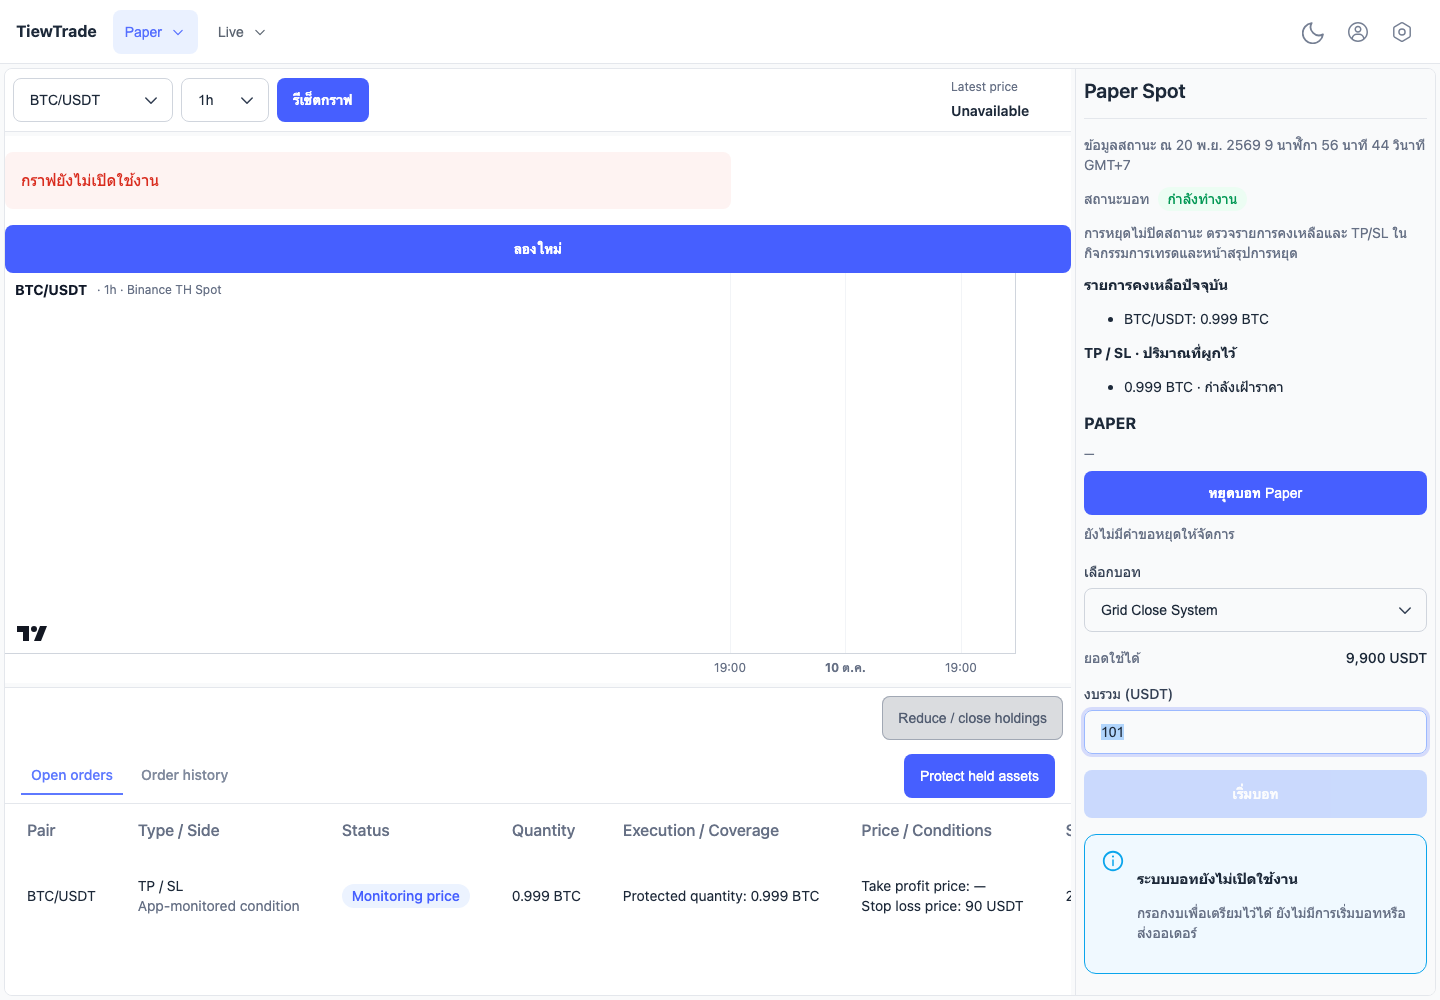 TiewTrade
Paper
Live
BTC/USDT
1h
รีเซ็ตกราฟ
Latest price
Unavailable
กราฟยังไม่เปิดใช้งาน
ลองใหม่
BTC/USDT · 1h · Binance TH Spot
19:00
10 ต.ค.
19:00
Reduce / close holdings
Open orders
Order history
Protect held assets
Pair
Type / Side
Status
Quantity
Execution / Coverage
Price / Conditions
BTC/USDT
TP / SL
App-monitored condition
Monitoring price
0.999 BTC
Protected quantity: 0.999 BTC
Take profit price: —
Stop loss price: 90 USDT
Paper Spot
ข้อมูลสถานะ ณ 20 พ.ย. 2569 9 นาฬิกา 56 นาที 44 วินาที
GMT+7
สถานะบอท กำลังทำงาน
การหยุดไม่ปิดสถานะ ตรวจรายการคงเหลือและ TP/SL ใน
กิจกรรมการเทรดและหน้าสรุปการหยุด
รายการคงเหลือปัจจุบัน
BTC/USDT: 0.999 BTC
TP / SL · ปริมาณที่ผูกไว้
0.999 BTC · กำลังเฝ้าราคา
PAPER
—
หยุดบอท Paper
ยังไม่มีคำขอหยุดให้จัดการ
เลือกบอท
Grid Close System
ยอดใช้ได้
9,900 USDT
งบรวม (USDT)
101
เริ่มบอท
ระบบบอทยังไม่เปิดใช้งาน
กรอกงบเพื่อเตรียมไว้ได้ ยังไม่มีการเริ่มบอทหรือ
ส่งออเดอร์